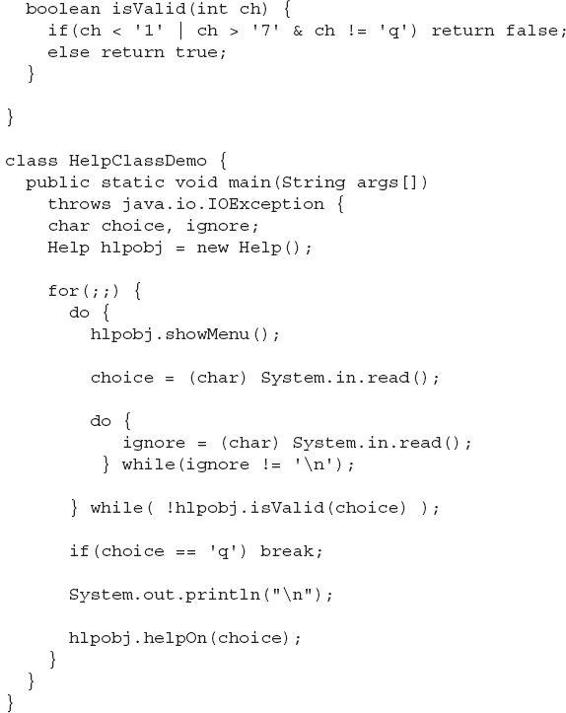 boolean isValid(int ch) {
if(ch < '1' | ch > '7' & ch != 'q') return false;
else return true;
}
}
class HelpClassDemo {
public static void main(String args[])
throws java.io.IOException {
char choice, ignore;
Help hlpobj = new Help();
for(;;) {
do {
hlpobj.showMenu();
choice = (char) System.in.read();
do {
ignore = (char) System.in.read();
} while(ignore != '\n');
} while( !hlpobj.isValid(choice) );
if(choice == 'q') break;
System.out.println("\n");
hlpobj.helpOn(choice);
}
}
}